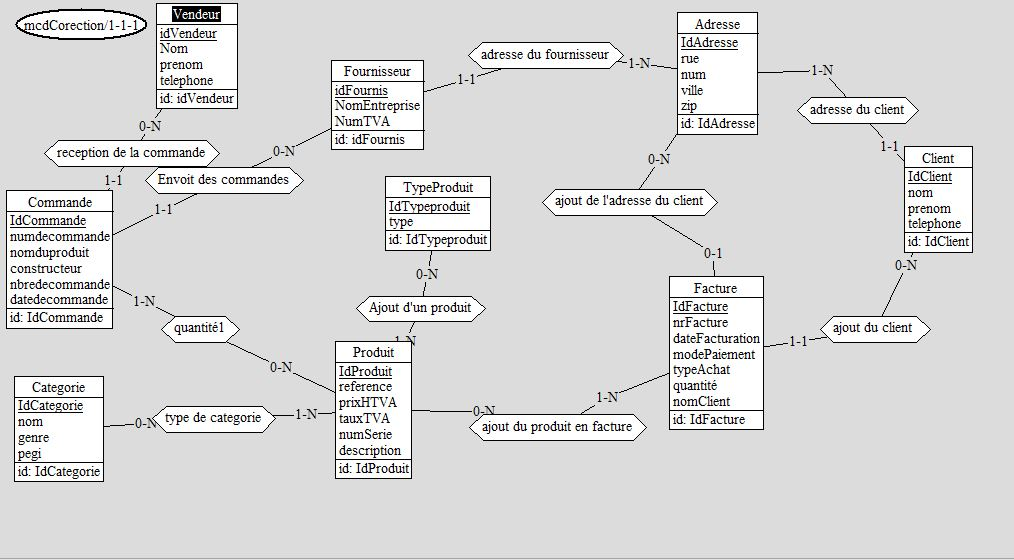 mcdCorection/1-1-1
Vendeur
idVendeur
Nom
prenom
telephone
id: idVendeur
0-N
reception de la commande
1-1
Fournisseur
idFournis
NomEntreprise
NumTVA
id: idFournis
1-1
adresse du fournisseur
1-N
0-N
Envoit des commandes
1-1
Adresse
IdAdresse
rue
num
ville
zip
id: IdAdresse
1-N
adresse du client
1-1
Client
IdClient
nom
prenom
telephone
id: IdClient
0-N
ajout de l'adresse du client
0-1
Commande
IdCommande
numdecommande
nomduproduit
constructeur
nbredecommande
datedecommande
id: IdCommande
TypeProduit
IdTypeproduit
type
id: IdTypeproduit
0-N
Ajout d'un produit
1-N
0-N
ajout du client
1-1
Facture
IdFacture
nrFacture
dateFacturation
modePaiement
typeAchat
quantité
nomClient
id: IdFacture
1-N
quantité1
0-N
Produit
IdProduit
reference
prixHTVA
tauxTVA
numSerie
description
id: IdProduit
Categorie
IdCategorie
nom
genre
pegi
id: IdCategorie
0-N
type de categorie
1-N
0-N
ajout du produit en facture
1-N